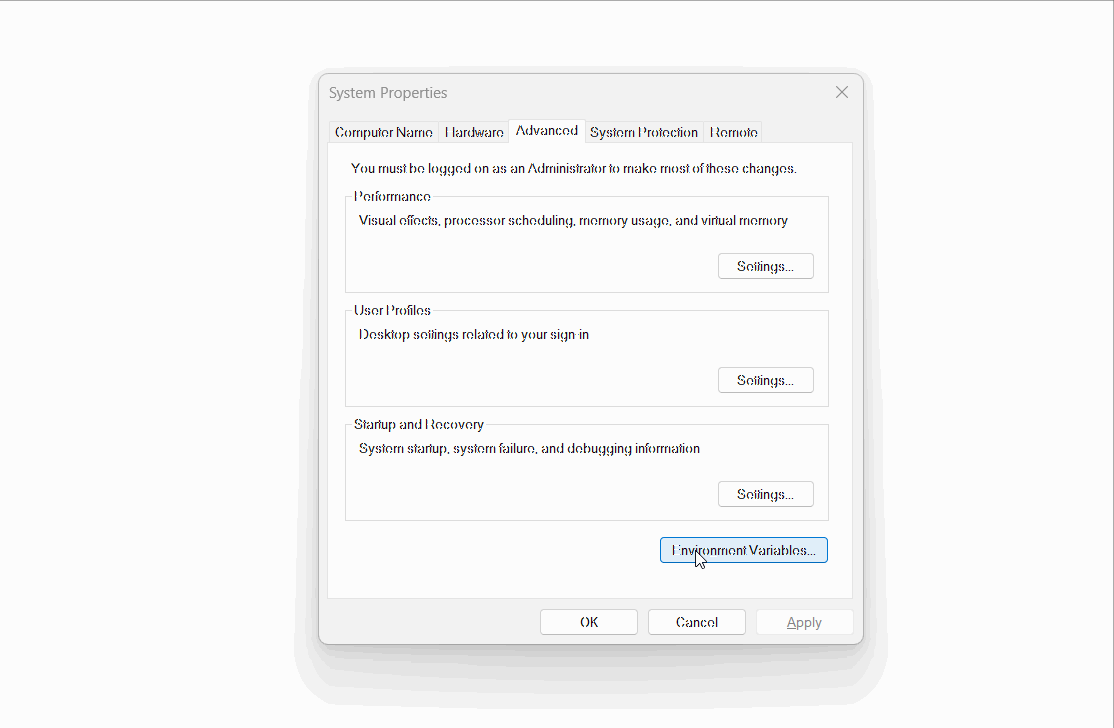 System Properties
Computer Name Hardware Advanced System Protection Remote
You must be logged on as an Administrator to make most of these changes.
Performance
Visual effects, processor scheduling, memory usage, and virtual memory
Settings...
User Profiles
Desktop settings related to your sign-in
Settings...
Startup and Recovery
System startup, system failure, and debugging information
Settings...
Environment Variables...
OK Cancel Apply